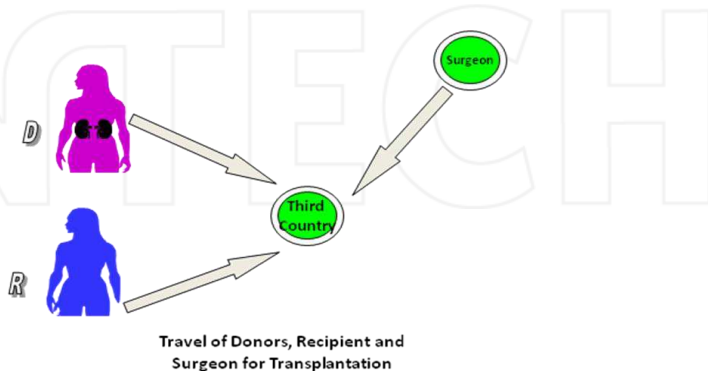 Surgeon
D
Third
Country
R
Travel of Donors, Recipient and
Surgeon for Transplantation